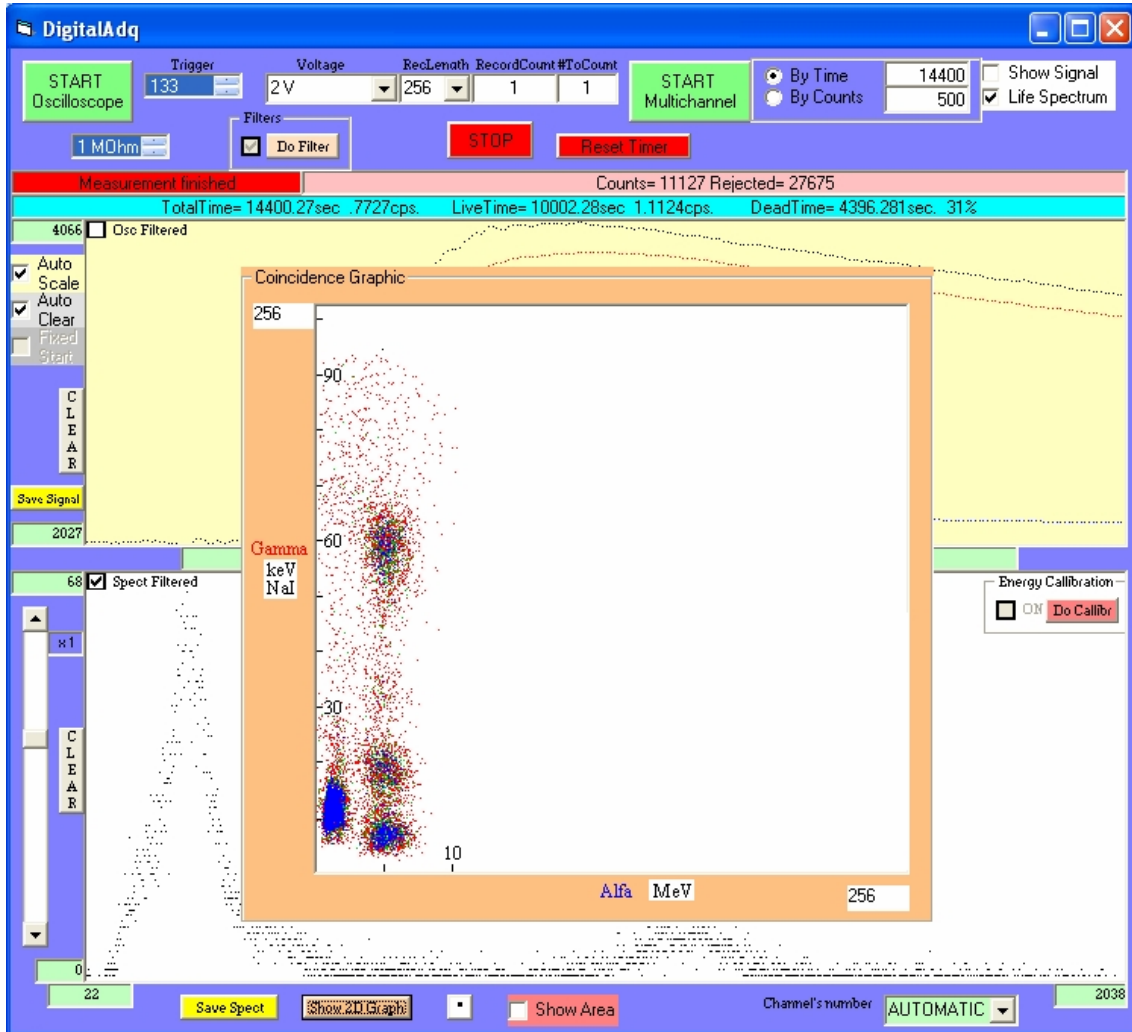 DigitalAdq
START Oscilloscope
Trigger
133
Voltage
2 V
RecLength
256
RecordCount
1
#ToCount
1
START Multichannel
By Time
14400
By Counts
500
Show Signal
Life Spectrum
1 MOhm
Filters
Do Filter
STOP
Reset Timer
Measurement finished
Counts= 11127 Rejected= 27675
TotalTime= 14400.27sec .7727cps. LiveTime= 10002.28sec 1.1124cps. DeadTime= 4396.281sec. 31%
4066
Osc Filtered
Auto Scale
Auto Clear
Fixed Start
CLEAR
Save Signal
2027
Coincidence Graphic
256
90
60
30
Gamma
keV
NaI
10
Alfa MeV
256
68
Spect Filtered
Energy Callibration
ON
Do Callibr
x1
CLEAR
0
22
2038
Save Spect
Show 2D Graph
Show Area
Channel's number
AUTOMATIC